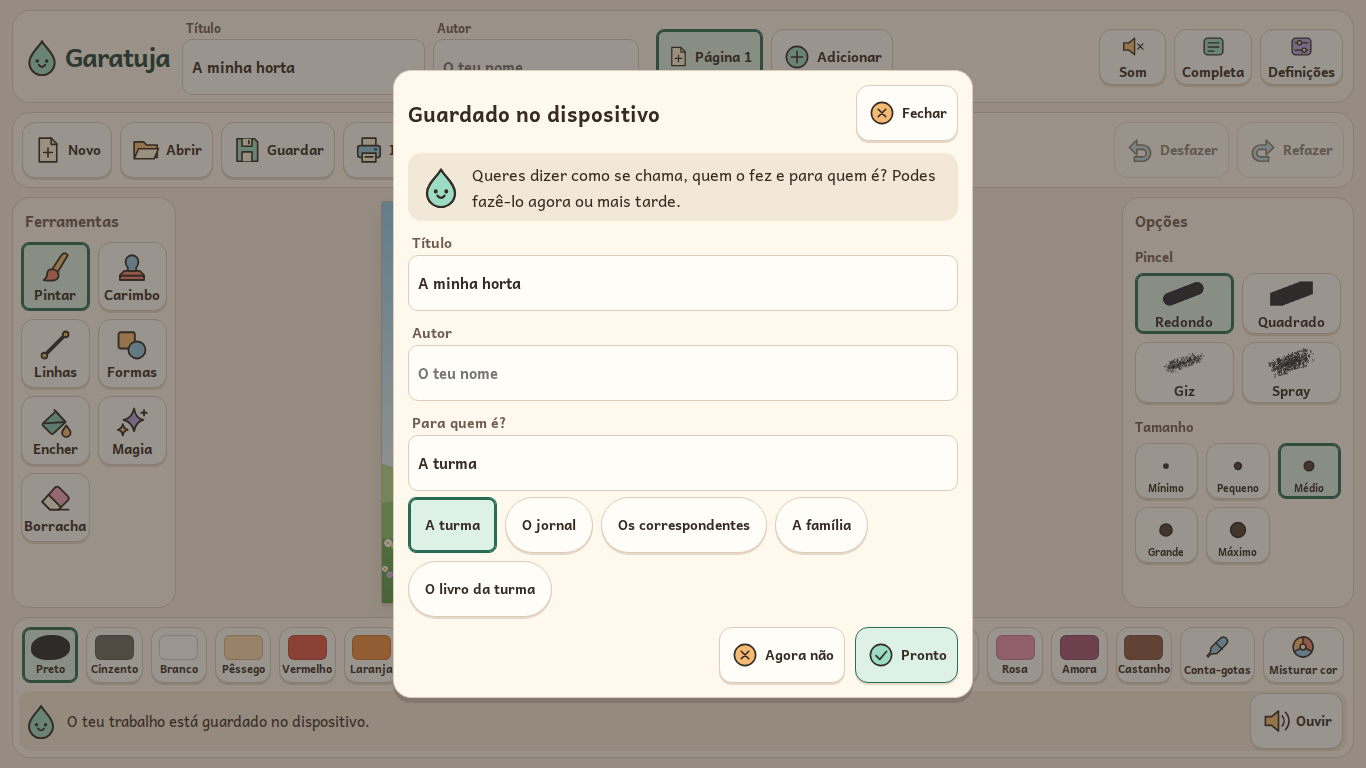 Garatuja
Título
A minha horta
Autor
O teu nome
Página 1
Adicionar
Som
Completa
Definições
Novo
Abrir
Guardar
Desfazer
Refazer
Ferramentas
Pintar
Carimbo
Linhas
Formas
Encher
Magia
Borracha
Guardado no dispositivo
Fechar
Queres dizer como se chama, quem o fez e para quem é? Podes
fazê-lo agora ou mais tarde.
Título
A minha horta
Autor
O teu nome
Para quem é?
A turma
A turma
O jornal
Os correspondentes
A família
O livro da turma
Agora não
Pronto
Opções
Pincel
Redondo
Quadrado
Giz
Spray
Tamanho
Mínimo
Pequeno
Médio
Grande
Máximo
Preto
Cinzento
Branco
Pêssego
Vermelho
Laranja
Rosa
Amora
Castanho
Conta-gotas
Misturar cor
O teu trabalho está guardado no dispositivo.
Ouvir